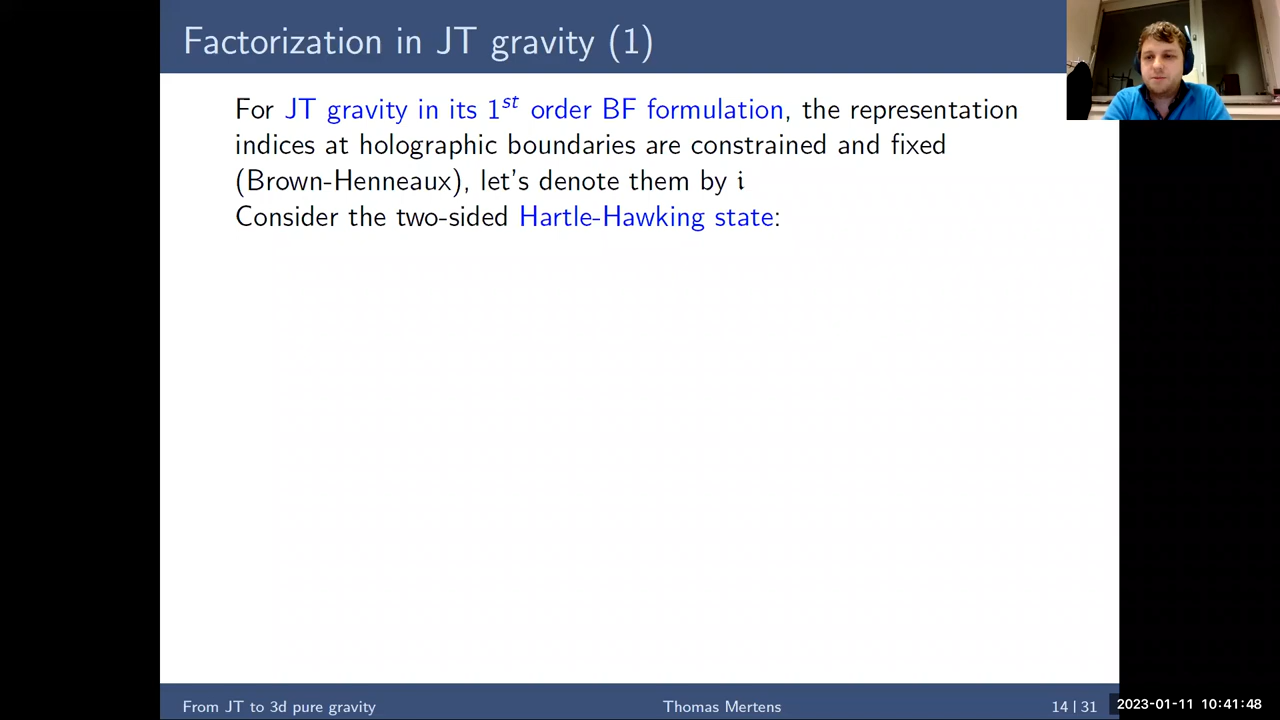 Factorization in JT gravity (1)
For JT gravity in its 1st order BF formulation, the representation
indices at holographic boundaries are constrained and fixed
(Brown-Henneaux), let's denote them by 𝔦
Consider the two-sided Hartle-Hawking state:
From JT to 3d pure gravity
Thomas Mertens
14 | 31
2023-01-11 10:41:48